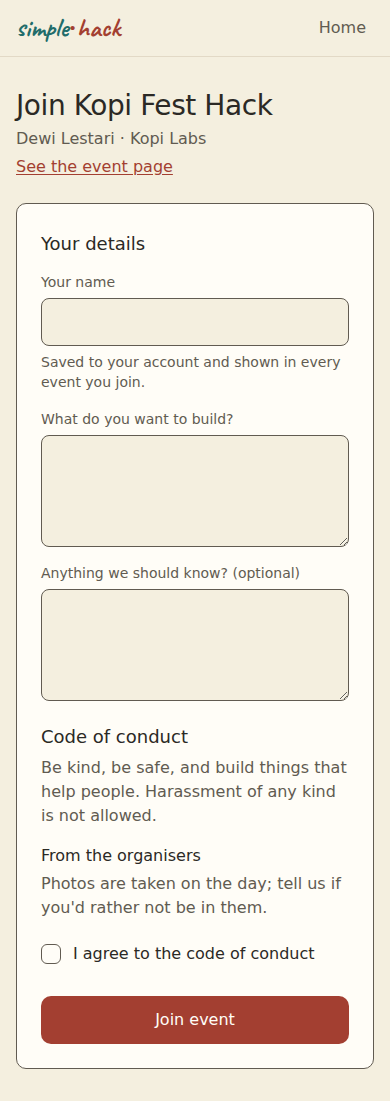 simple·hack
Home
Join Kopi Fest Hack
Dewi Lestari · Kopi Labs
See the event page
Your details
Your name
Saved to your account and shown in every
event you join.
What do you want to build?
Anything we should know? (optional)
Code of conduct
Be kind, be safe, and build things that
help people. Harassment of any kind
is not allowed.
From the organisers
Photos are taken on the day; tell us if
you'd rather not be in them.
I agree to the code of conduct
Join event